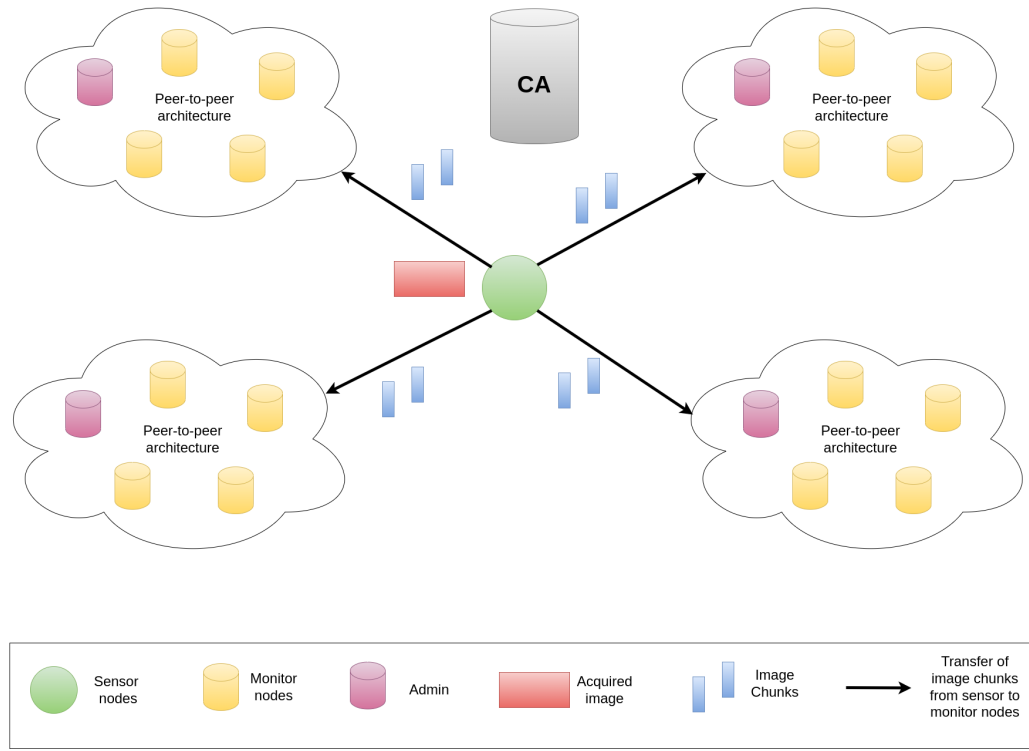 CA
Peer-to-peer
architecture
Peer-to-peer
architecture
Peer-to-peer
architecture
Peer-to-peer
architecture
Sensor
nodes
Monitor
nodes
Admin
Acquired
image
Image
Chunks
Transfer of
image chunks
from sensor to
monitor nodes